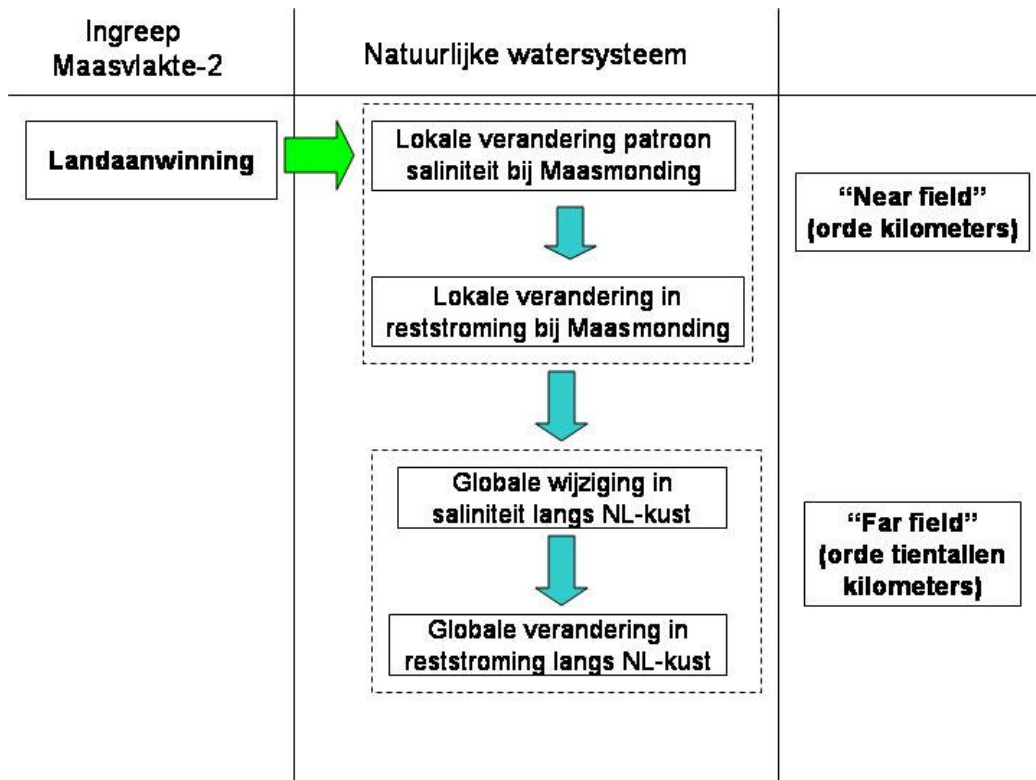 Ingreep
Maasvlakte-2
Natuurlijke watersysteem
Landaanwinning
Lokale verandering patroon
saliniteit bij Maasmonding
“Near field”
(orde kilometers)
Lokale verandering in
reststroming bij Maasmonding
Globale wijziging in
saliniteit langs NL-kust
“Far field”
(orde tientallen
kilometers)
Globale verandering in
reststroming langs NL-kust